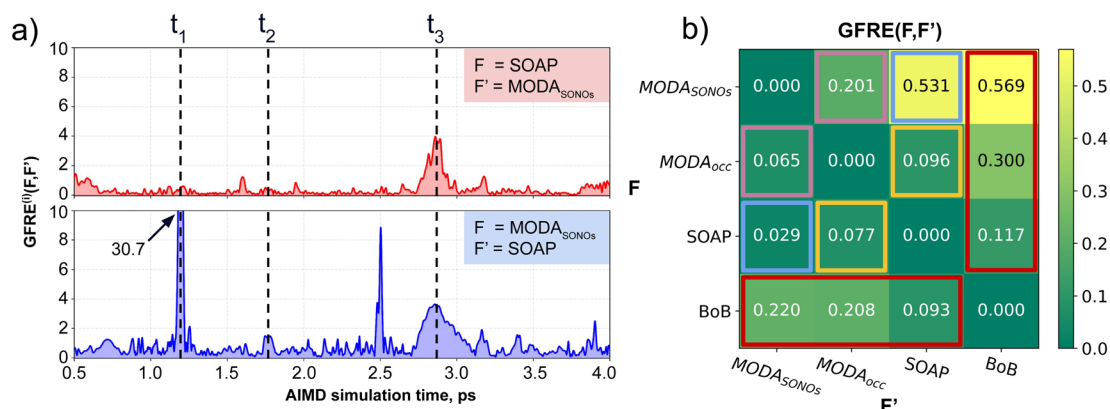 a)
t1 t2 t3
10
8
6
4
2
0
F = SOAP
F' = MODASONOs
GFRE(i)(F,F')
10
8
6
4
2
0
30.7
F = MODASONOs
F' = SOAP
0.5 1.0 1.5 2.0 2.5 3.0 3.5 4.0
AIMD simulation time, ps
b)
GFRE(F,F')
MODASONOs 0.000 0.201 0.531 0.569
MODAocc 0.065 0.000 0.096 0.300
F
SOAP 0.029 0.077 0.000 0.117
BoB 0.220 0.208 0.093 0.000
MODASONOs MODAocc SOAP BoB
F'
0.5
0.4
0.3
0.2
0.1
0.0